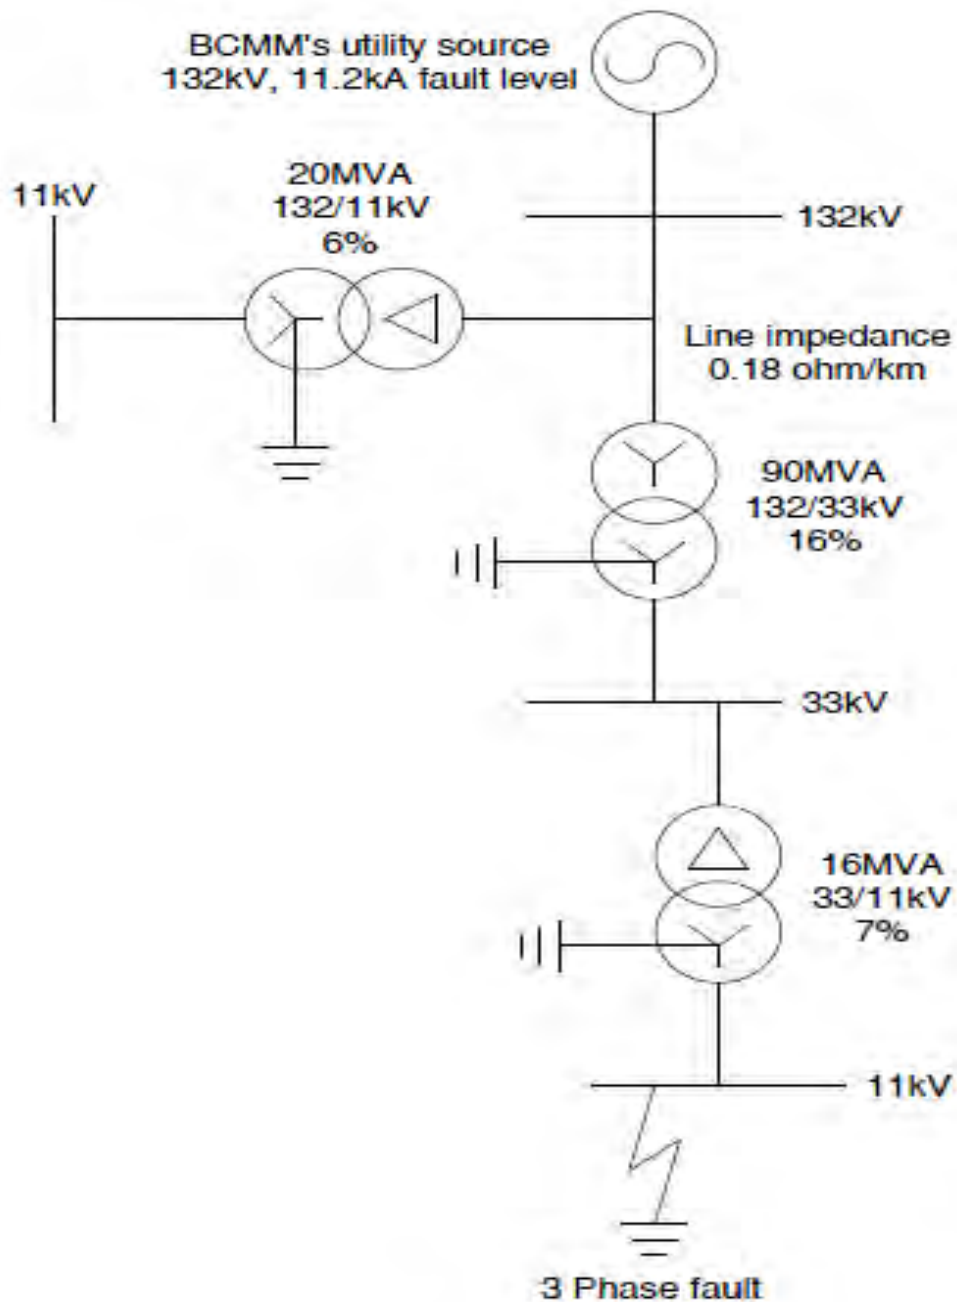 BCMM's utility source
132kV, 11.2kA fault level
11kV
20MVA
132/11kV
6%
132kV
Line impedance
0.18 ohm/km
90MVA
132/33kV
16%
33kV
16MVA
33/11kV
7%
11kV
3 Phase fault